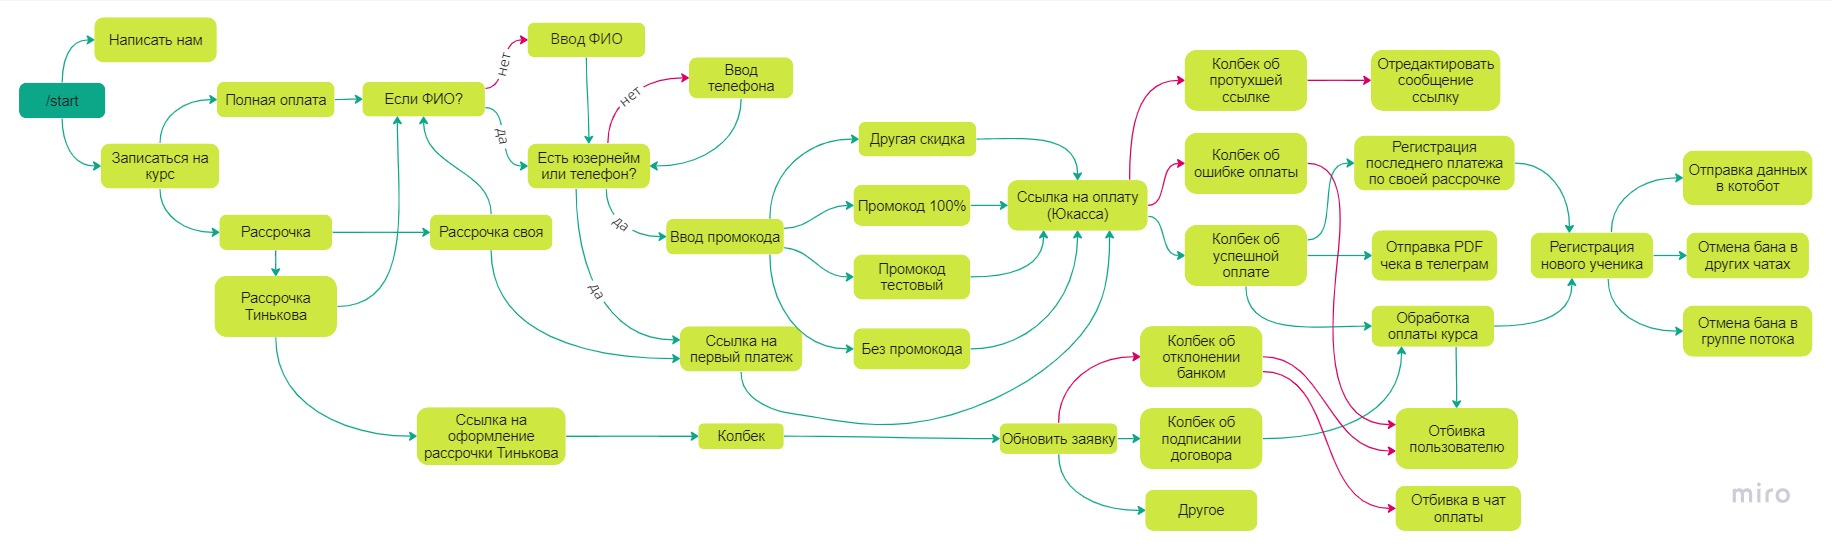 /start
Написать нам
Записаться на
курс
Полная оплата
Рассрочка
Рассрочка
Тинькова
Если ФИО?
нет
да
Ввод ФИО
Рассрочка своя
Есть юзернейм
или телефон?
нет
да
да
Ввод
телефона
Ввод промокода
Ссылка на
первый платеж
Ссылка на
оформление
рассрочки Тинькова
Колбек
Другая скидка
Промокод 100%
Промокод
тестовый
Без промокода
Ссылка на оплату
(Юкасса)
Обновить заявку
Колбек об
протухшей
ссылке
Колбек об
ошибке оплаты
Колбек об
успешной
оплате
Колбек об
отклонении
банком
Колбек об
подписании
договора
Другое
Отредактировать
сообщение
ссылку
Регистрация
последнего платежа
по своей рассрочке
Отправка PDF
чека в телеграм
Обработка
оплаты курса
Отбивка
пользователю
Отбивка в чат
оплаты
Регистрация
нового ученика
Отправка данных
в котобот
Отмена бана в
других чатах
Отмена бана в
группе потока
miro